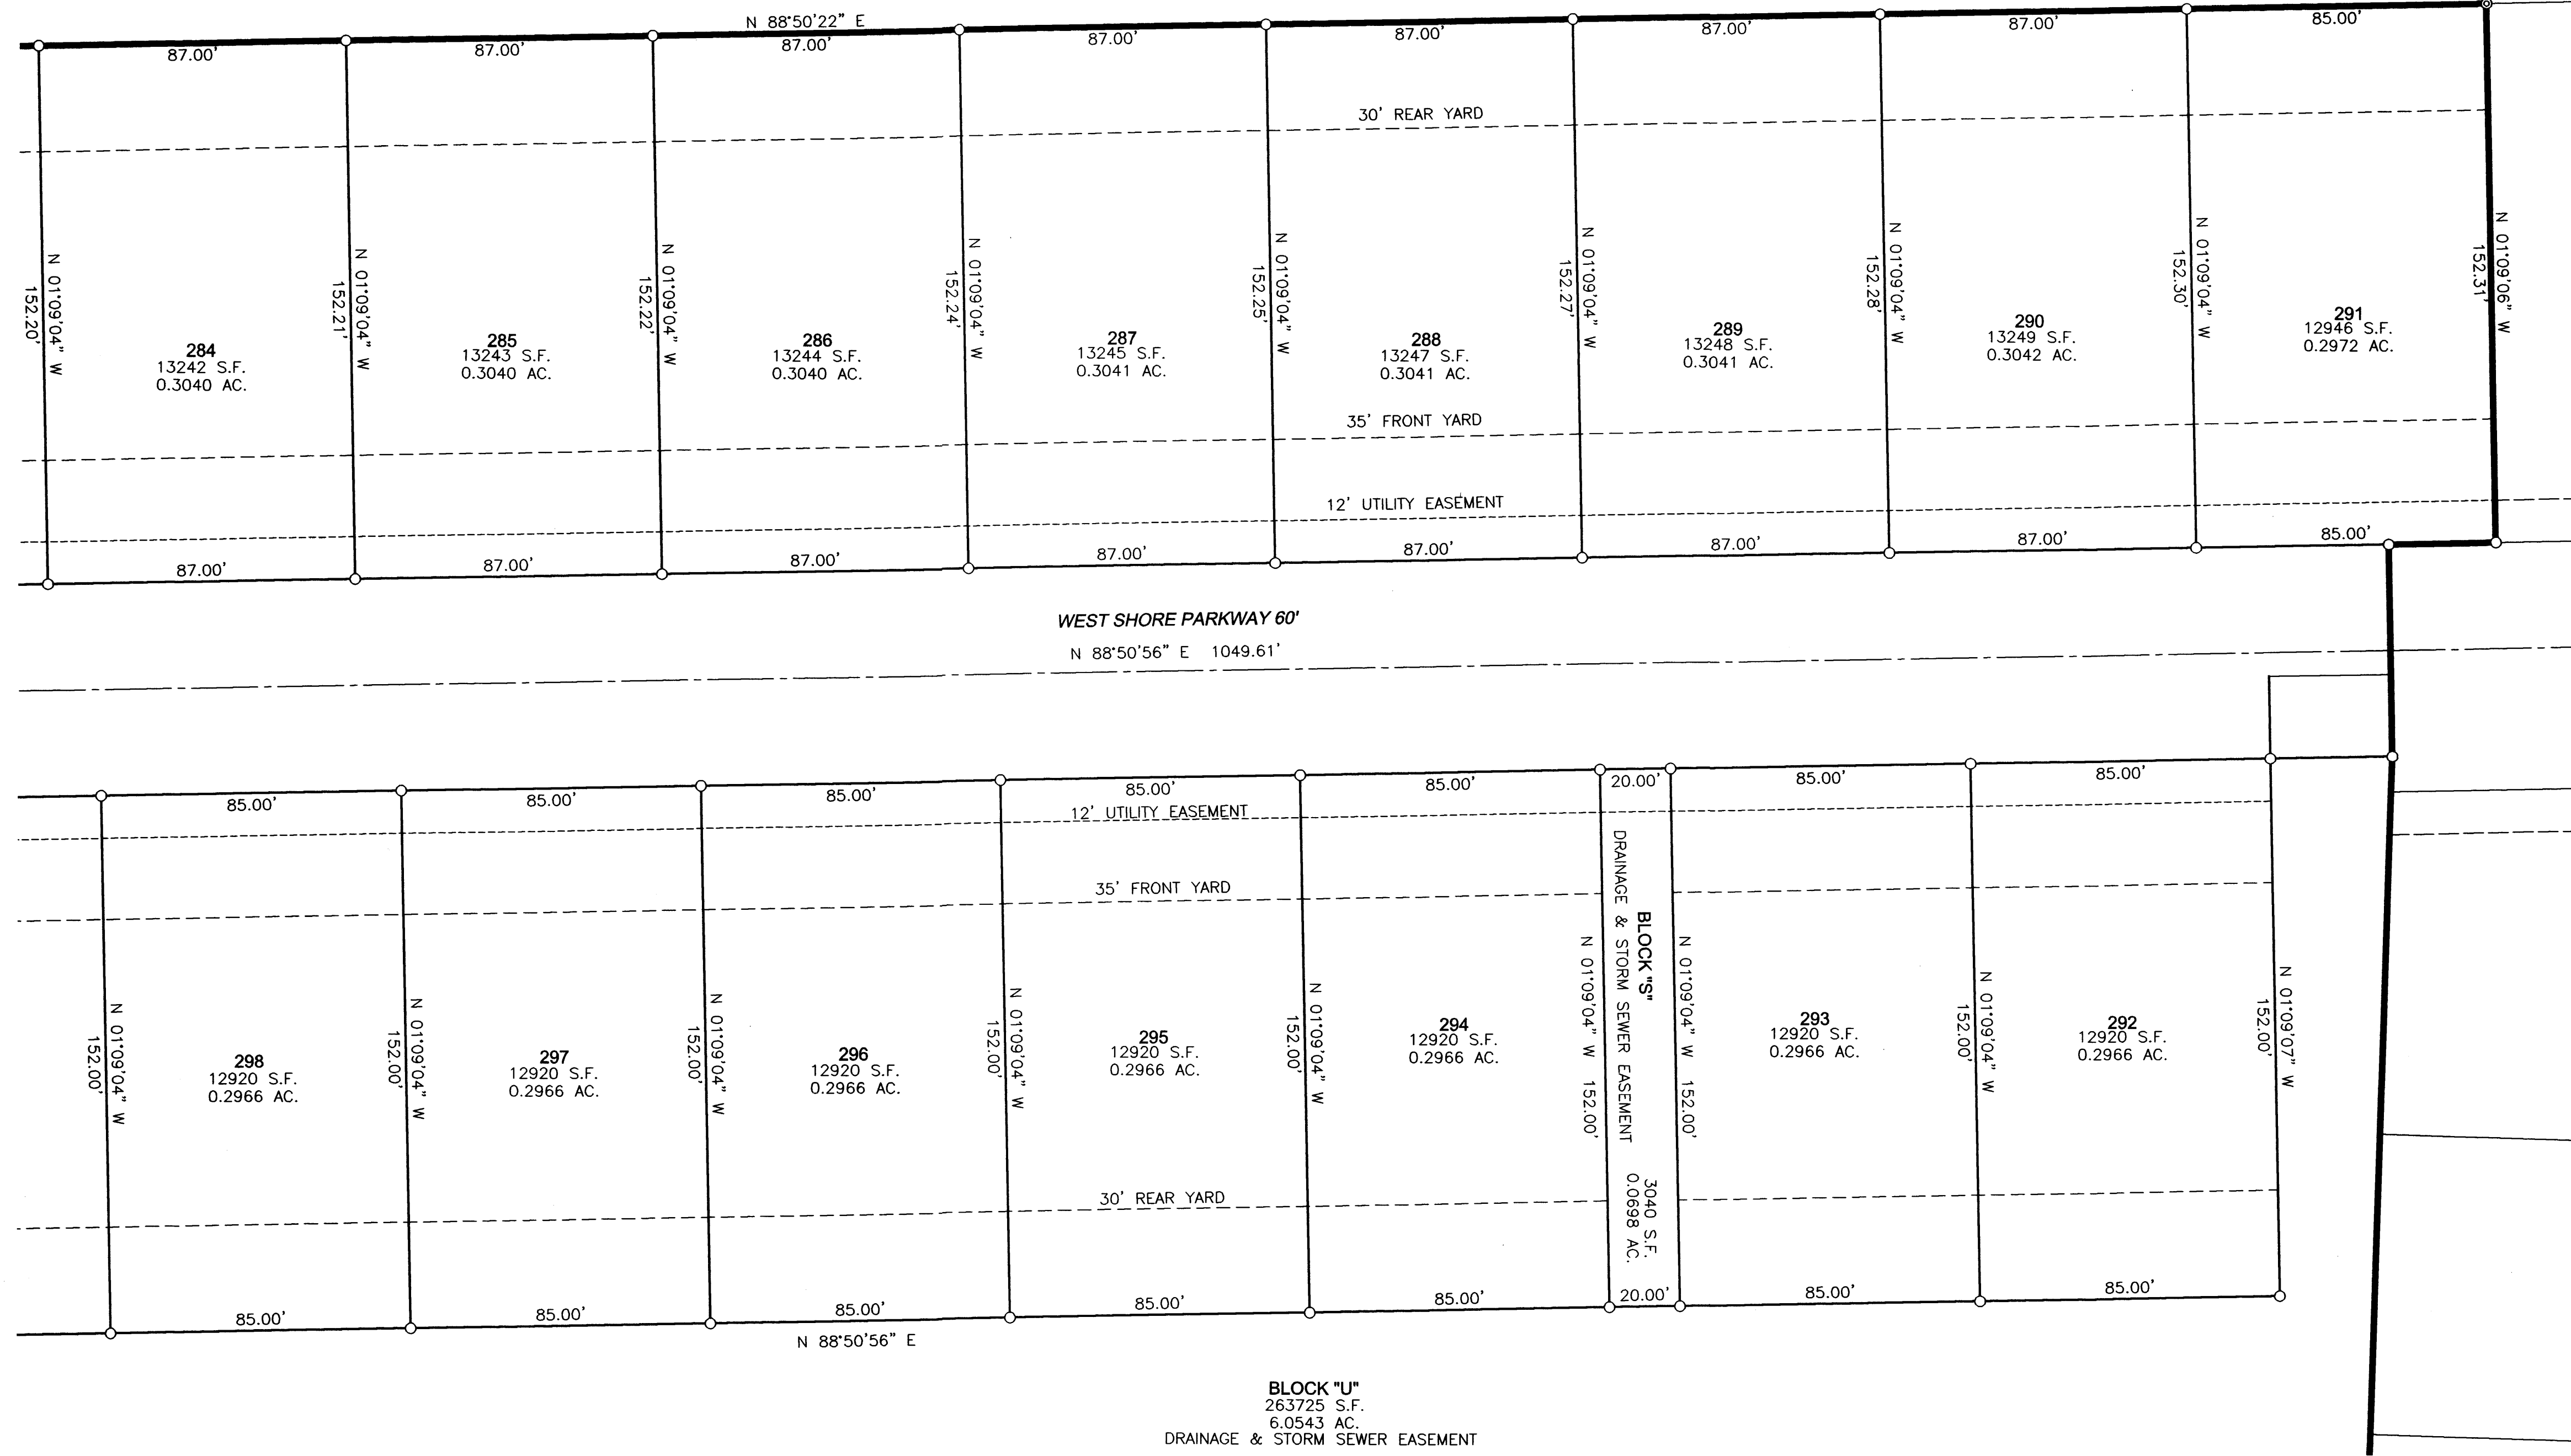 N 88°50'22" E
87.00'
87.00'
87.00'
87.00'
87.00'
87.00'
87.00'
85.00'
30' REAR YARD
N 01°09'04" W
152.20'
N 01°09'04" W
152.21'
N 01°09'04" W
152.22'
N 01°09'04" W
152.24'
N 01°09'04" W
152.25'
N 01°09'04" W
152.27'
N 01°09'04" W
152.28'
N 01°09'04" W
152.30'
N 01°09'06" W
152.31'
284
13242 S.F.
0.3040 AC.
285
13243 S.F.
0.3040 AC.
286
13244 S.F.
0.3040 AC.
287
13245 S.F.
0.3041 AC.
288
13247 S.F.
0.3041 AC.
289
13248 S.F.
0.3041 AC.
290
13249 S.F.
0.3042 AC.
291
12946 S.F.
0.2972 AC.
35' FRONT YARD
12' UTILITY EASEMENT
87.00'
87.00'
87.00'
87.00'
87.00'
87.00'
87.00'
85.00'
WEST SHORE PARKWAY 60'
N 88°50'56" E 1049.61'
85.00'
85.00'
85.00'
85.00'
85.00'
20.00'
85.00'
85.00'
12' UTILITY EASEMENT
35' FRONT YARD
N 01°09'04" W
152.00'
N 01°09'04" W
152.00'
N 01°09'04" W
152.00'
N 01°09'04" W
152.00'
N 01°09'04" W
152.00'
N 01°09'04" W 152.00'
BLOCK "S"
DRAINAGE & STORM SEWER EASEMENT
3040 S.F.
0.0698 AC.
N 01°09'04" W 152.00'
N 01°09'04" W
152.00'
N 01°09'07" W
152.00'
298
12920 S.F.
0.2966 AC.
297
12920 S.F.
0.2966 AC.
296
12920 S.F.
0.2966 AC.
295
12920 S.F.
0.2966 AC.
294
12920 S.F.
0.2966 AC.
293
12920 S.F.
0.2966 AC.
292
12920 S.F.
0.2966 AC.
30' REAR YARD
85.00'
85.00'
85.00'
85.00'
85.00'
20.00'
85.00'
85.00'
N 88°50'56" E
BLOCK "U"
263725 S.F.
6.0543 AC.
DRAINAGE & STORM SEWER EASEMENT